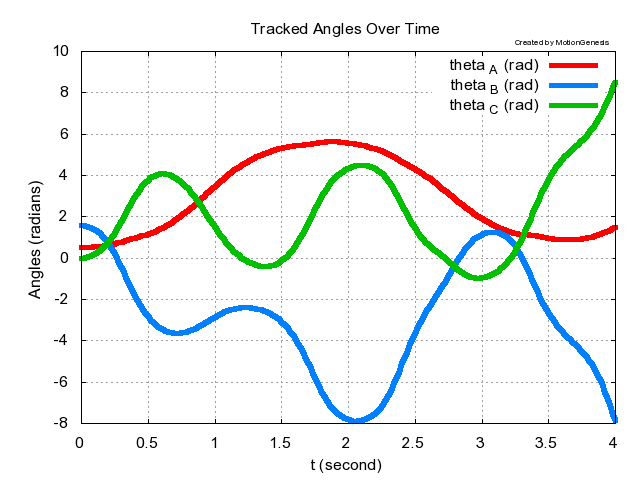 Tracked Angles Over Time
Created by MotionGenesis
theta A (rad)
theta B (rad)
theta C (rad)
Angles (radians)
10
8
6
4
2
0
-2
-4
-6
-8
0 0.5 1 1.5 2 2.5 3 3.5 4
t (second)